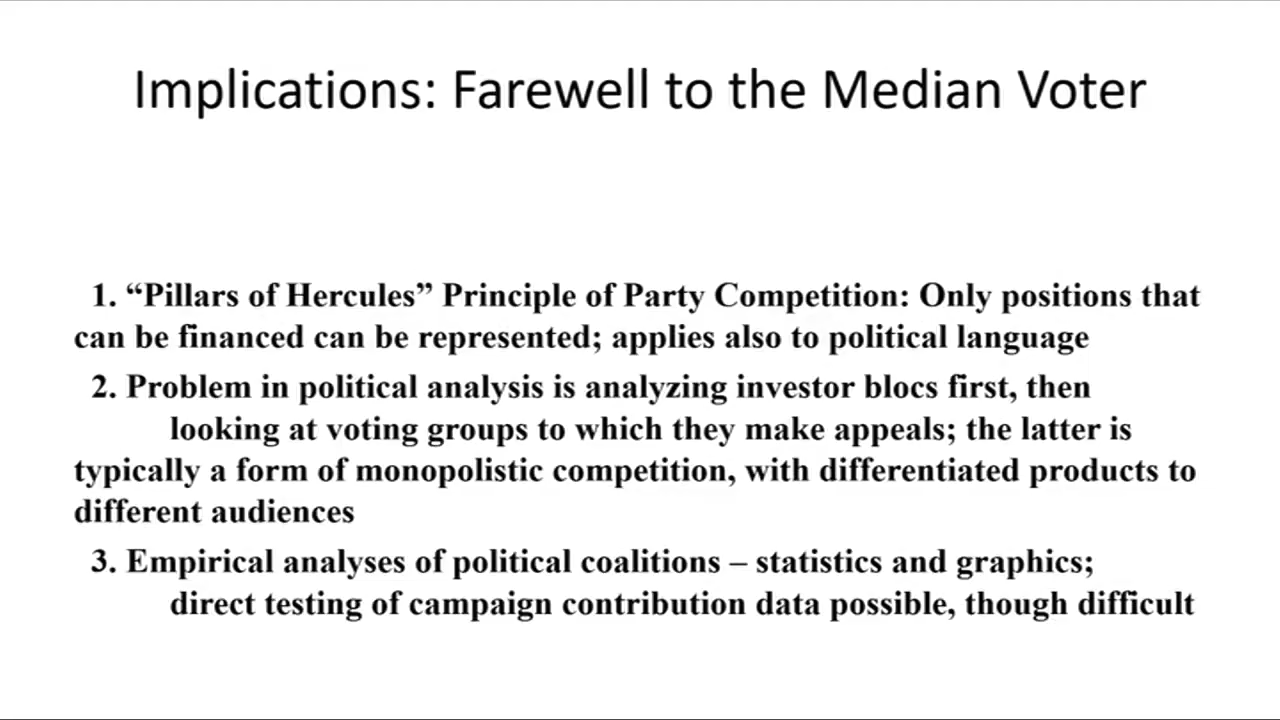 Implications: Farewell to the Median Voter
1. “Pillars of Hercules” Principle of Party Competition: Only positions that
can be financed can be represented; applies also to political language
2. Problem in political analysis is analyzing investor blocs first, then
looking at voting groups to which they make appeals; the latter is
typically a form of monopolistic competition, with differentiated products to
different audiences
3. Empirical analyses of political coalitions – statistics and graphics;
direct testing of campaign contribution data possible, though difficult